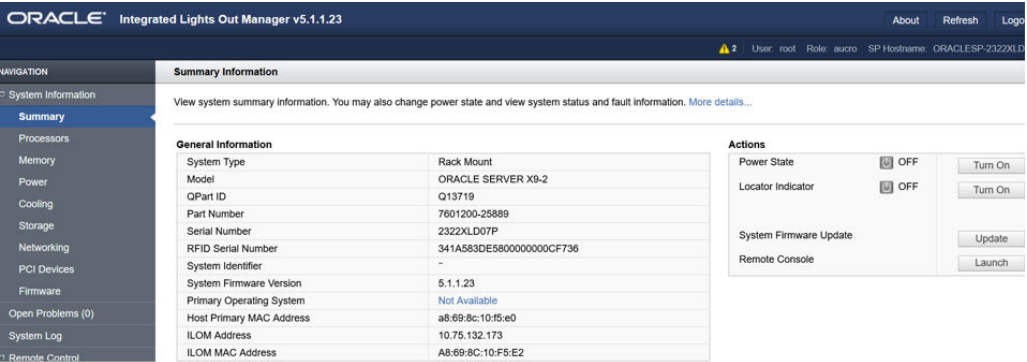 ORACLE® Integrated Lights Out Manager v5.1.1.23
About Refresh
2 User: root Role: aucro SP Hostname:
NAVIGATION
System Information
Summary
Processors
Memory
Power
Cooling
Storage
Networking
PCI Devices
Firmware
Open Problems (0)
System Log
Remote Control
Summary Information
View system summary information. You may also change power state and view system status and fault information. More details...
General Information
System Type Rack Mount
Model ORACLE SERVER X9-2
QPart ID Q13719
Part Number 7601200-25889
Serial Number 2322XLD07P
RFID Serial Number 341A583DE5800000000CF736
System Identifier -
System Firmware Version 5.1.1.23
Primary Operating System Not Available
Host Primary MAC Address a8:69:8c:10:f5:e0
ILOM Address 10.75.132.173
ILOM MAC Address A8:69:8C:10:F5:E2
Actions
Power State OFF Turn On
Locator Indicator OFF Turn On
System Firmware Update Update
Remote Console Launch